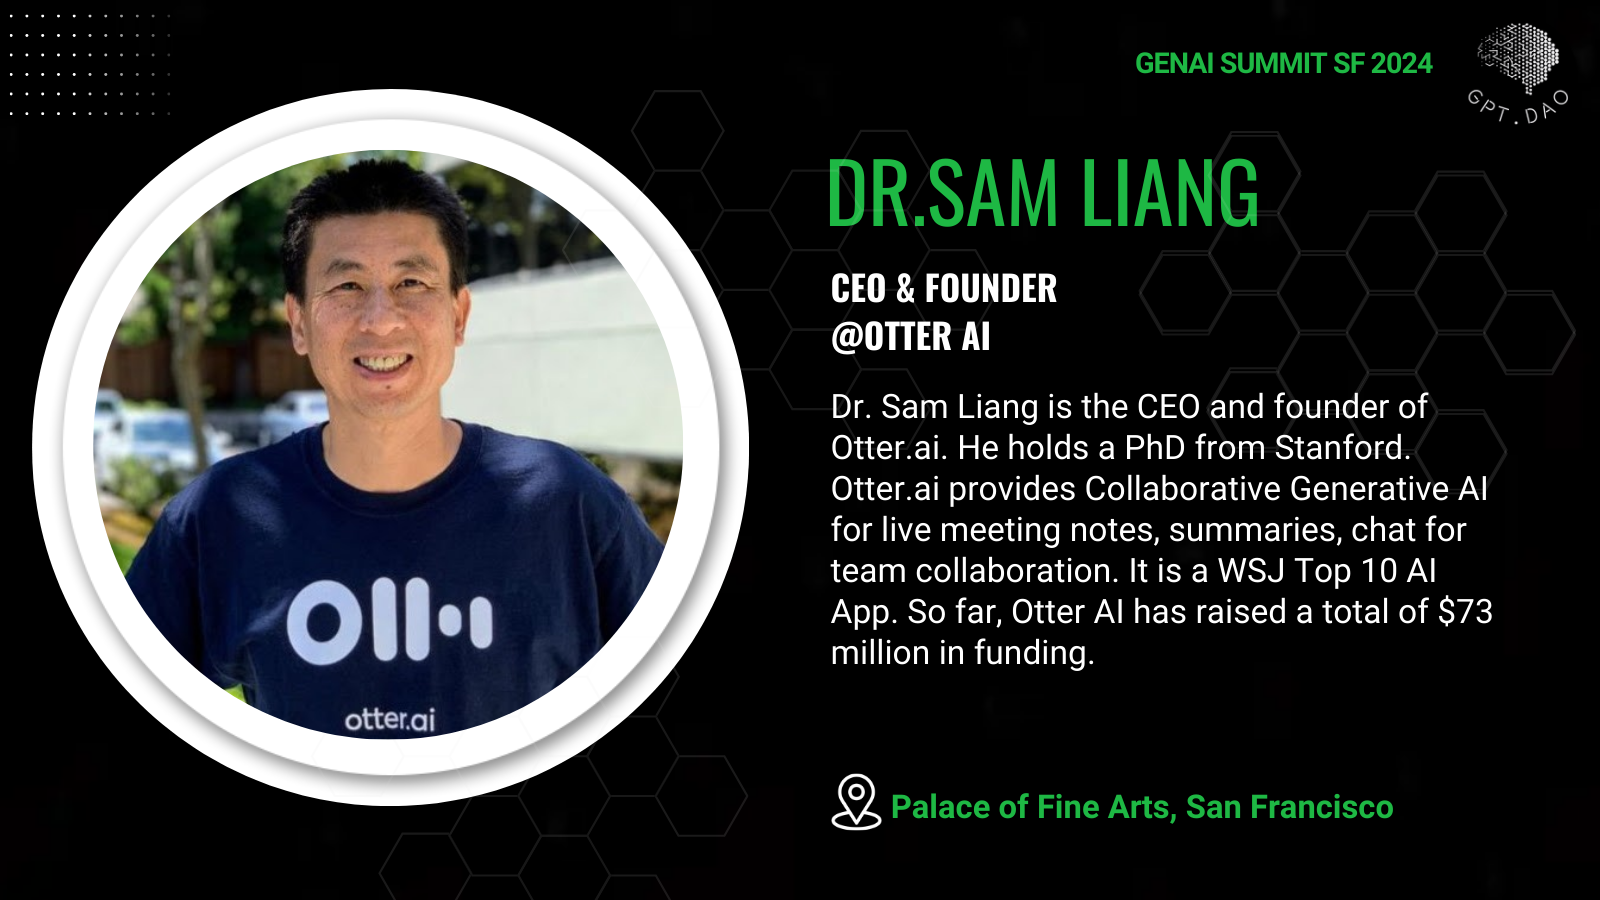 GENAI SUMMIT SF 2024
GPT.DAO
DR.SAM LIANG
CEO & FOUNDER
@OTTER AI
Dr. Sam Liang is the CEO and founder of
Otter.ai. He holds a PhD from Stanford.
Otter.ai provides Collaborative Generative AI
for live meeting notes, summaries, chat for
team collaboration. It is a WSJ Top 10 AI
App. So far, Otter AI has raised a total of $73
million in funding.
otter.ai
Palace of Fine Arts, San Francisco